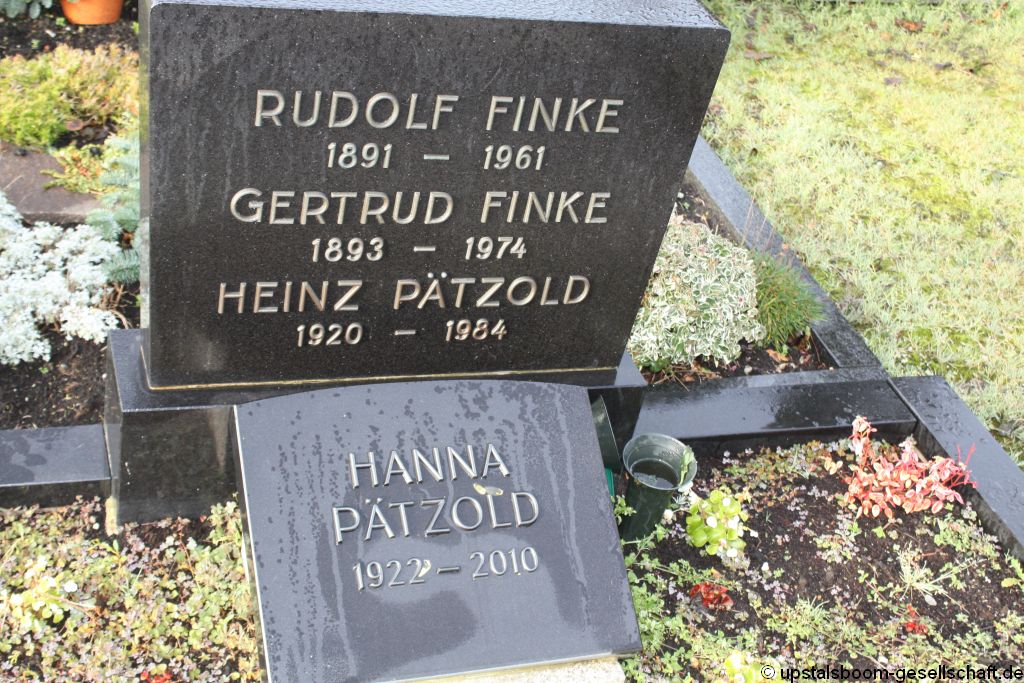 RUDOLF FINKE
1891 – 1961
GERTRUD FINKE
1893 – 1974
HEINZ PÄTZOLD
1920 – 1984
HANNA
PÄTZOLD
1922 – 2010
© upstalsboom-gesellschaft.de